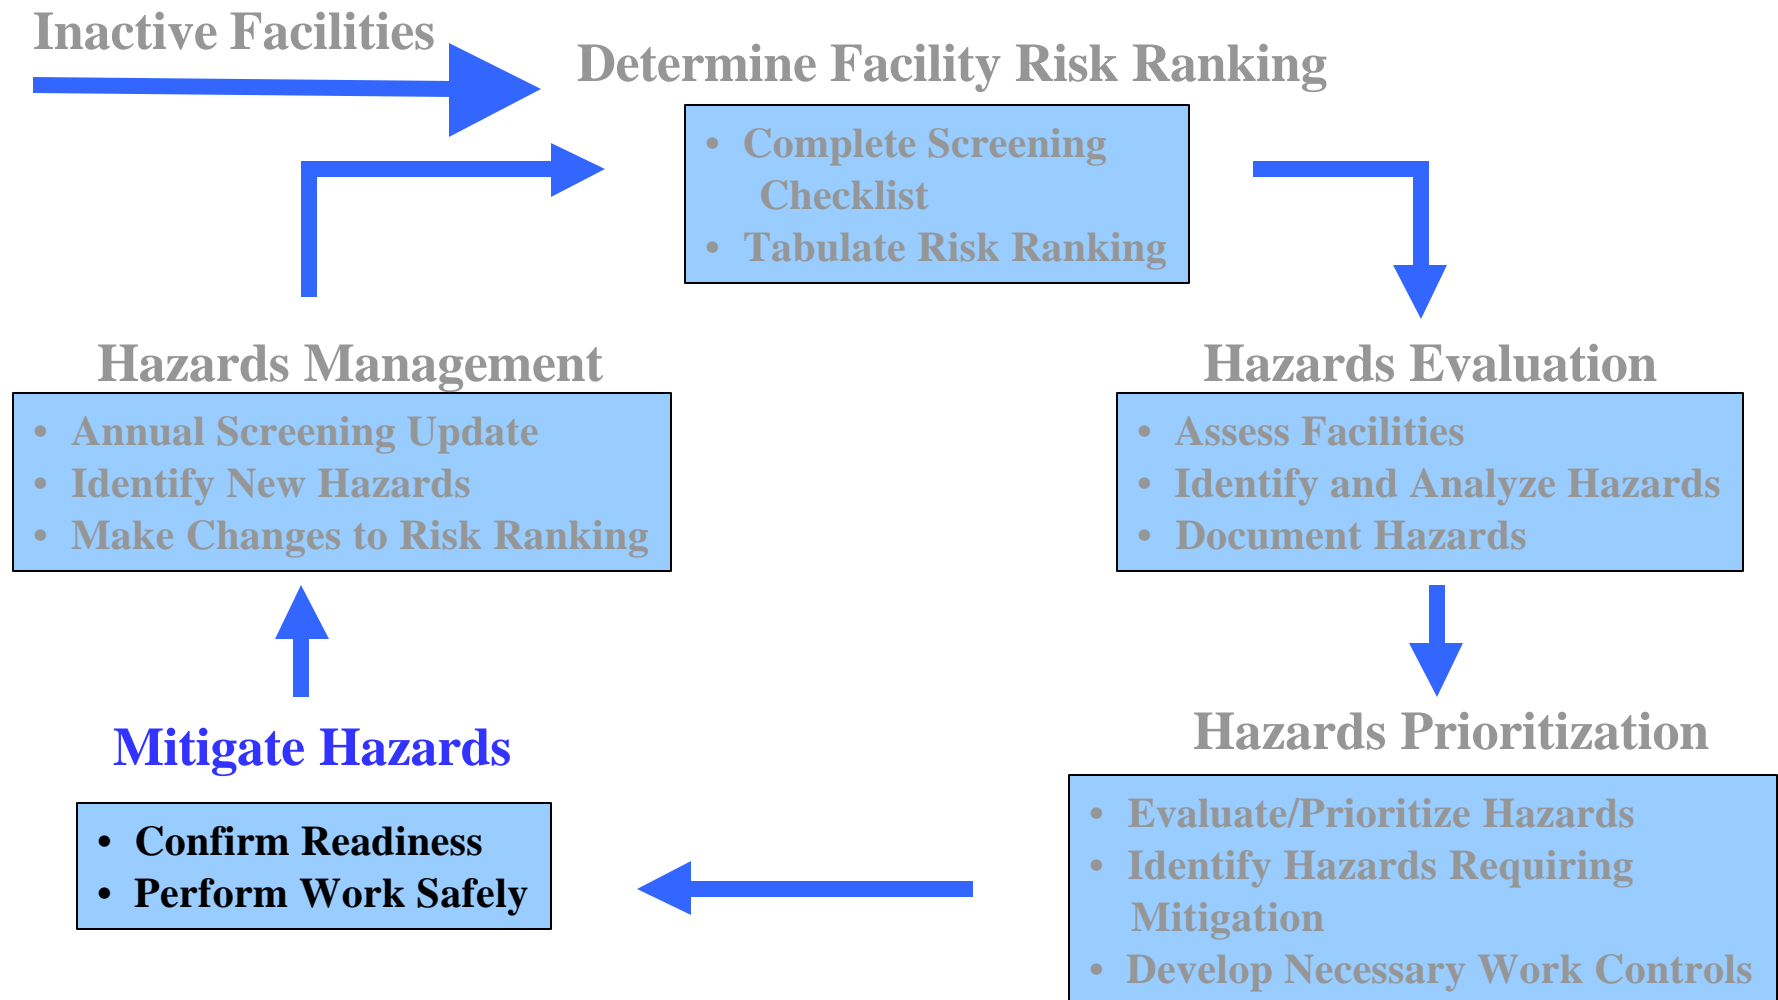 Inactive Facilities
Determine Facility Risk Ranking
• Complete Screening
Checklist
• Tabulate Risk Ranking
Hazards Management
• Annual Screening Update
• Identify New Hazards
• Make Changes to Risk Ranking
Hazards Evaluation
• Assess Facilities
• Identify and Analyze Hazards
• Document Hazards
Mitigate Hazards
• Confirm Readiness
• Perform Work Safely
Hazards Prioritization
• Evaluate/Prioritize Hazards
• Identify Hazards Requiring
Mitigation
• Develop Necessary Work Controls